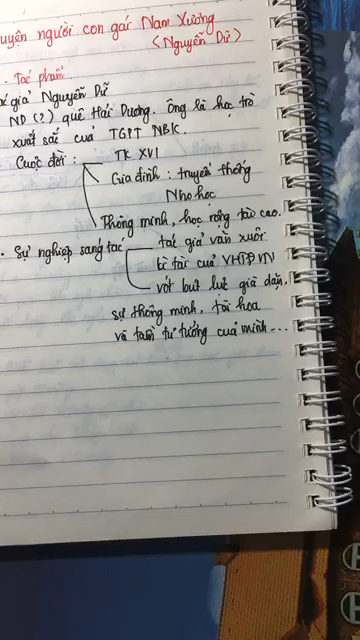 uyện người con gái Nam Xương
(Nguyễn Dữ)
- Tác phẩm
ác giả Nguyễn Dữ
ND (?) quê Hải Dương. ông là học trò
xuất sắc của TGPT NBK.
Cuộc đời : TK XVI
Gia đình : truyền thống
Nho học
Thông minh, học rộng tài cao.
. Sự nghiệp sáng tác tác giả văn xuôi
tài của VHTĐVN
với bút lực già dặn,
sự thông minh, tài hoa
và tầm tư tưởng của mình ...